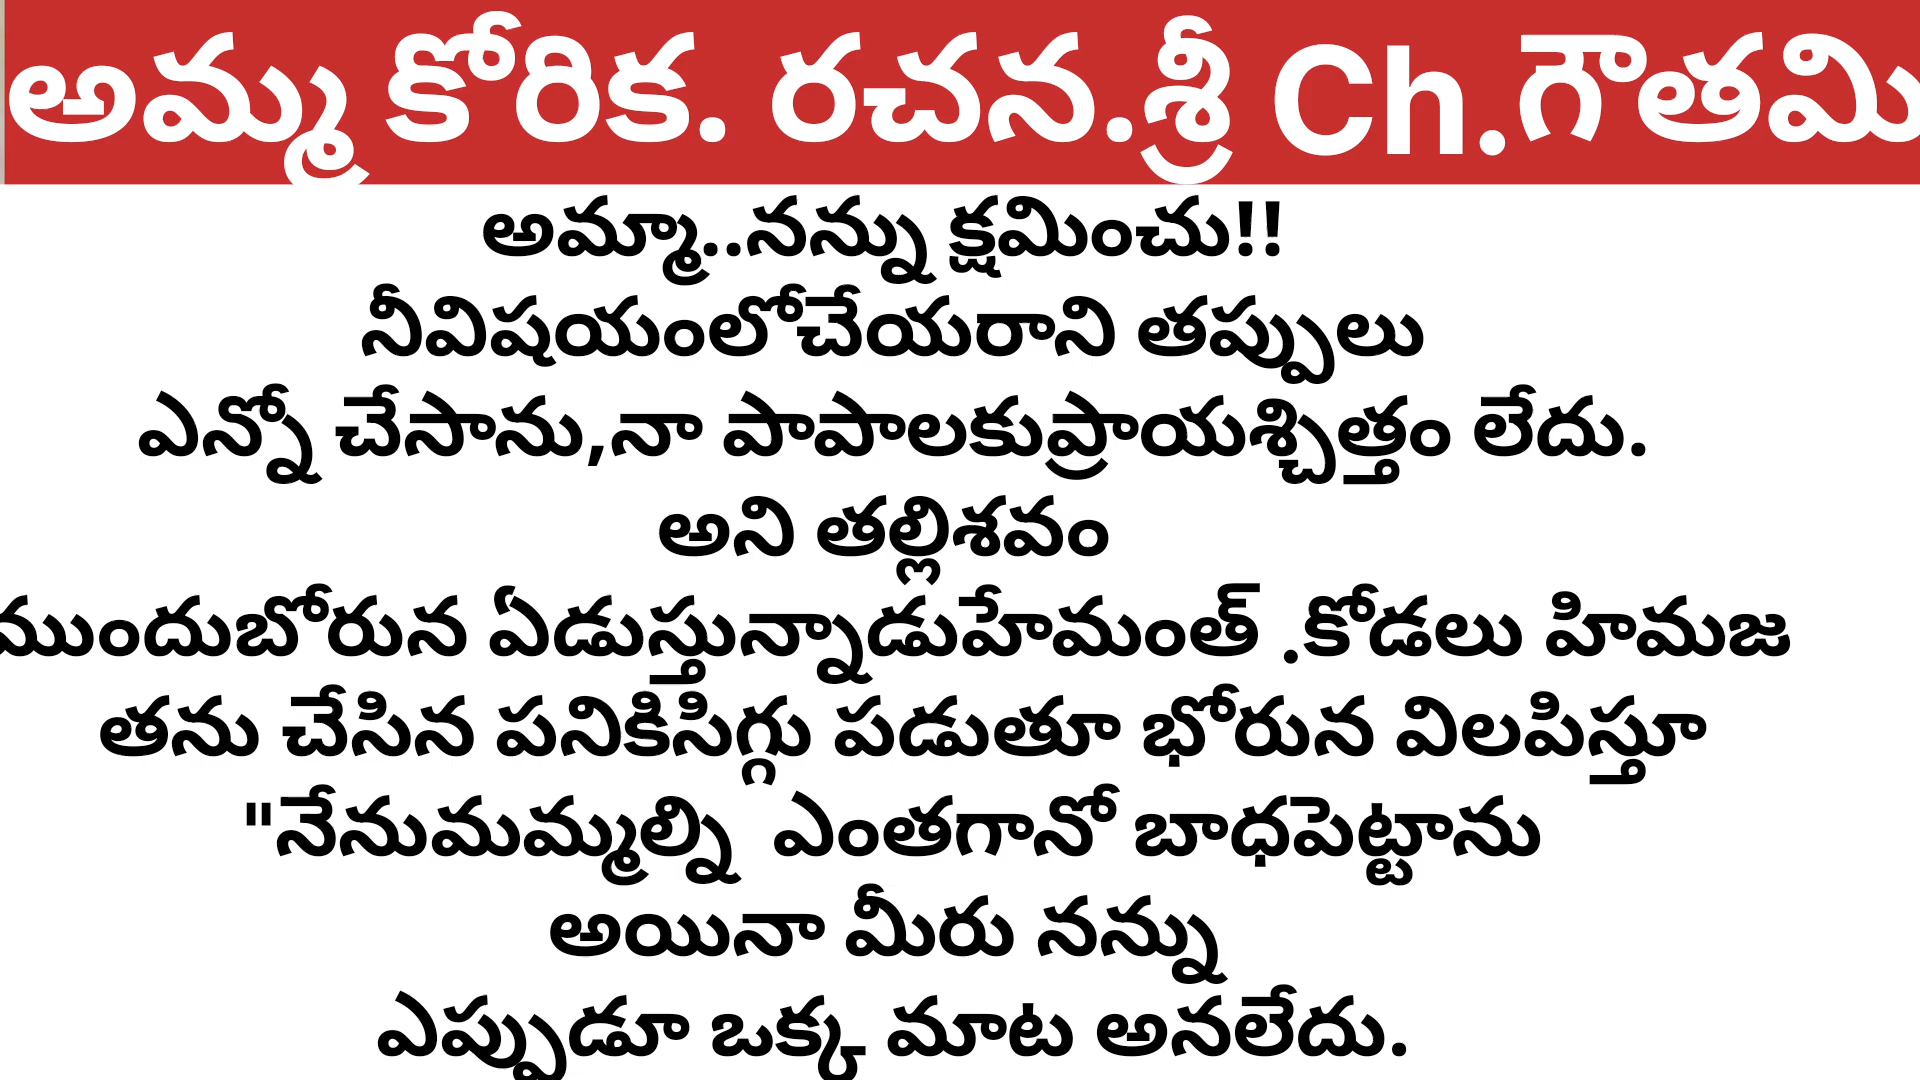 అమ్మ కోరిక. రచన.శ్రీ Ch.గౌతమి
అమ్మా..నన్ను క్షమించు!!
నీవిషయంలోచేయరాని తప్పులు
ఎన్నో చేసాను,నా పాపాలకుప్రాయశ్చిత్తం లేదు.
అని తల్లిశవం
ముందుబోరున ఏడుస్తున్నాడుహేమంత్ .కోడలు హిమజ
తను చేసిన పనికిసిగ్గు పడుతూ భోరున విలపిస్తూ
"నేనుమమ్మల్ని ఎంతగానో బాధపెట్టాను
అయినా మీరు నన్ను
ఎప్పుడూ ఒక్క మాట అనలేదు.